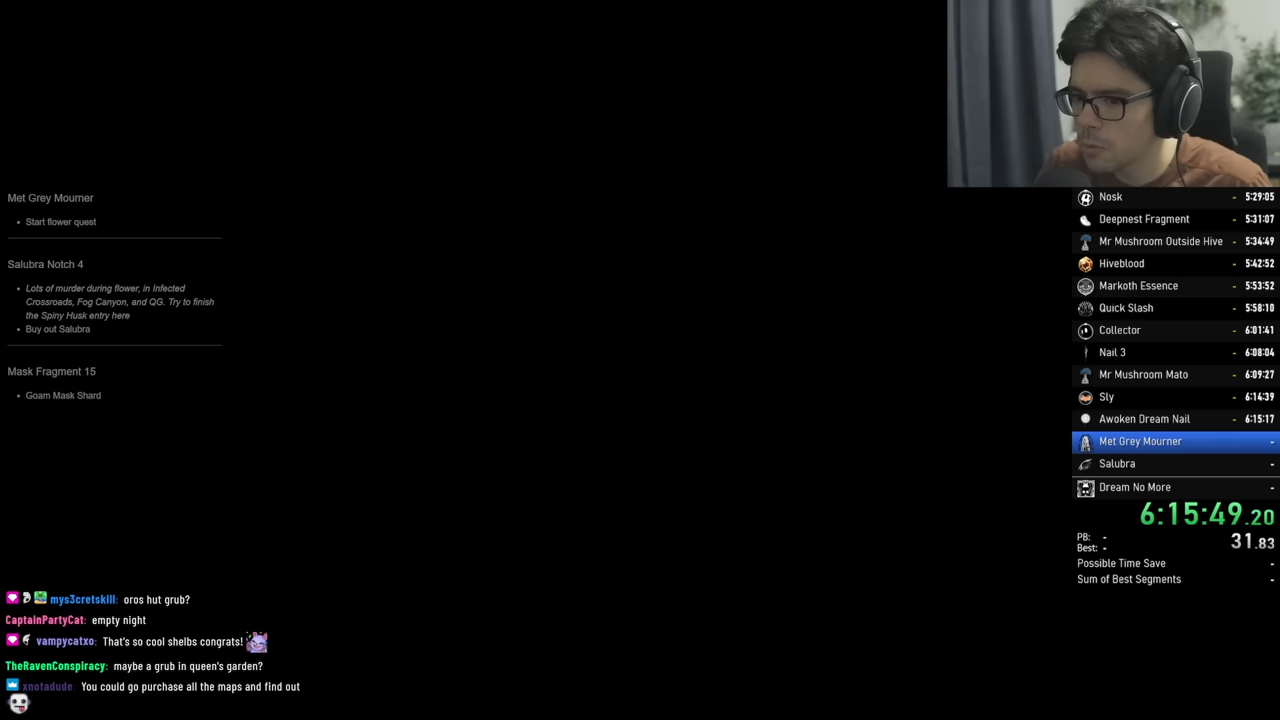 Met Grey Mourner
• Start flower quest
Salubra Notch 4
• Lots of murder during flower, in Infected
Crossroads, Fog Canyon, and QG. Try to finish
the Spiny Husk entry here
• Buy out Salubra
Mask Fragment 15
• Goam Mask Shard
mys3cretskill: oros hut grub?
CaptainPartyCat: empty night
vampycatxo: That's so cool shelbs congrats!
TheRavenConspiracy: maybe a grub in queen's garden?
xnotadude: You could go purchase all the maps and find out
Nosk - 5:29:05
Deepnest Fragment - 5:31:07
Mr Mushroom Outside Hive - 5:34:49
Hiveblood - 5:42:52
Markoth Essence - 5:53:52
Quick Slash - 5:58:10
Collector - 6:01:41
Nail 3 - 6:08:04
Mr Mushroom Mato - 6:09:27
Sly - 6:14:39
Awoken Dream Nail - 6:15:17
Met Grey Mourner -
Salubra -
Dream No More -
6:15:49.20
PB: - 31.83
Best: -
Possible Time Save -
Sum of Best Segments -